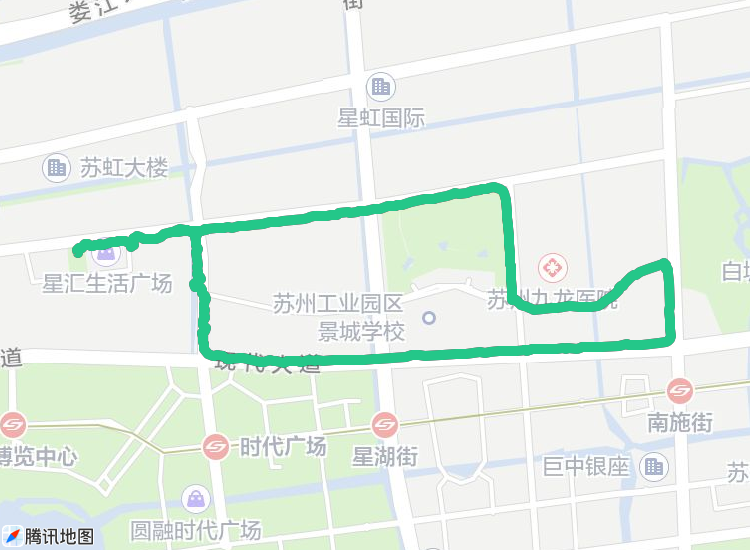 娄江
街
星虹国际
苏虹大楼
星汇生活广场
苏州工业园区
景城学校
苏州九龙医院
白塘
道
现代大道
南施街
博览中心
时代广场
星湖街
巨中银座
苏
圆融时代广场
腾讯地图